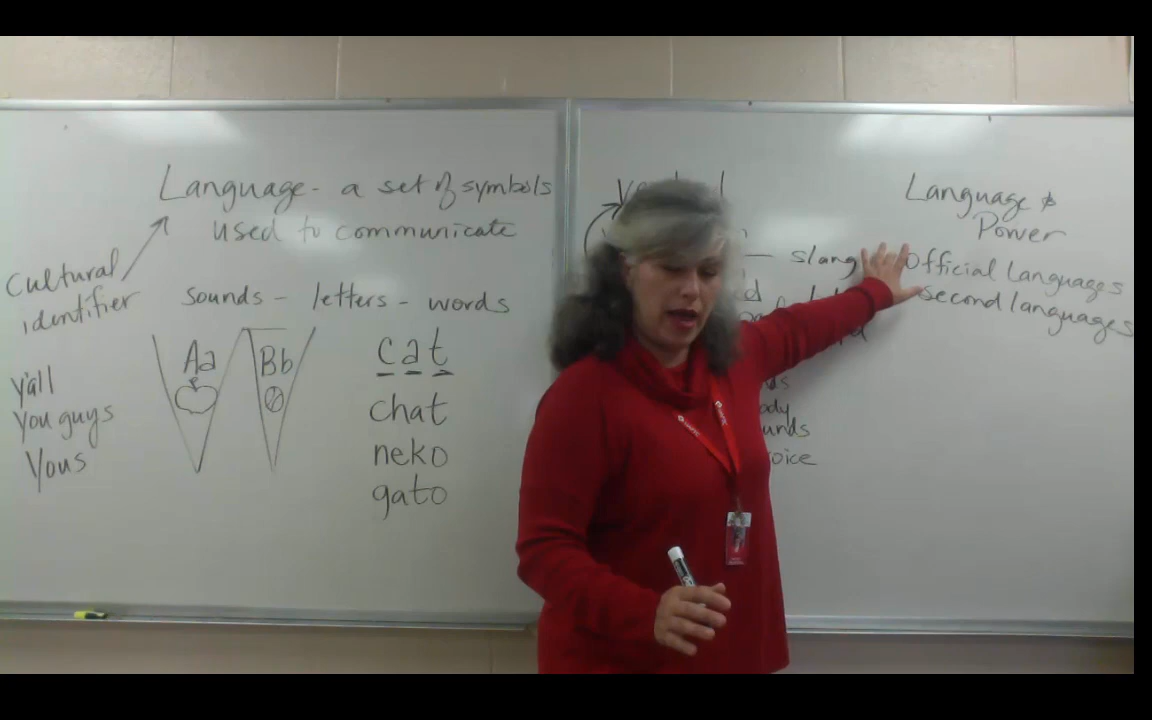 Language - a set of symbols
used to communicate
Cultural
identifier
sounds - letters - words
Aa
Bb
cat
chat
neko
gato
y'all
You guys
Yous
— slang
Language &
Power
Official Languages
second languages